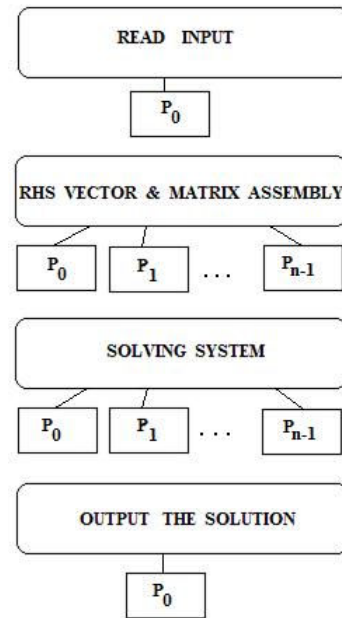 READ INPUT
P0
RHS VECTOR & MATRIX ASSEMBLY
P0 P1 ... Pn-1
SOLVING SYSTEM
P0 P1 ... Pn-1
OUTPUT THE SOLUTION
P0